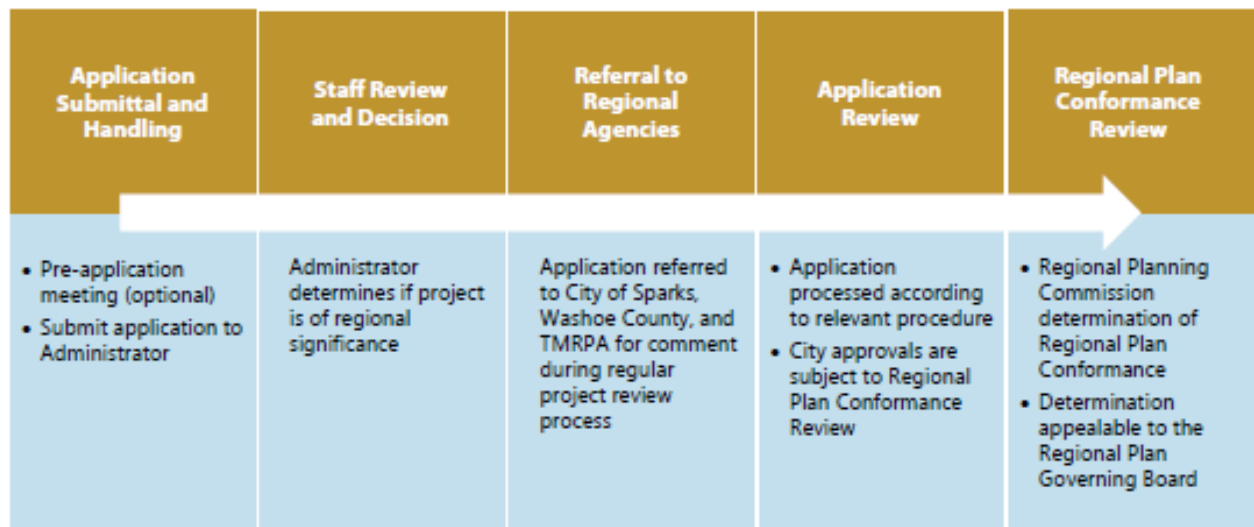 Application
Submittal and
Handling
Staff Review
and Decision
Referral to
Regional
Agencies
Application
Review
Regional Plan
Conformance
Review
• Pre-application
meeting (optional)
• Submit application to
Administrator
Administrator
determines if project
is of regional
significance
Application referred
to City of Sparks,
Washoe County, and
TMRPA for comment
during regular
project review
process
• Application
processed according
to relevant procedure
• City approvals are
subject to Regional
Plan Conformance
Review
• Regional Planning
Commission
determination of
Regional Plan
Conformance
• Determination
appealable to the
Regional Plan
Governing Board